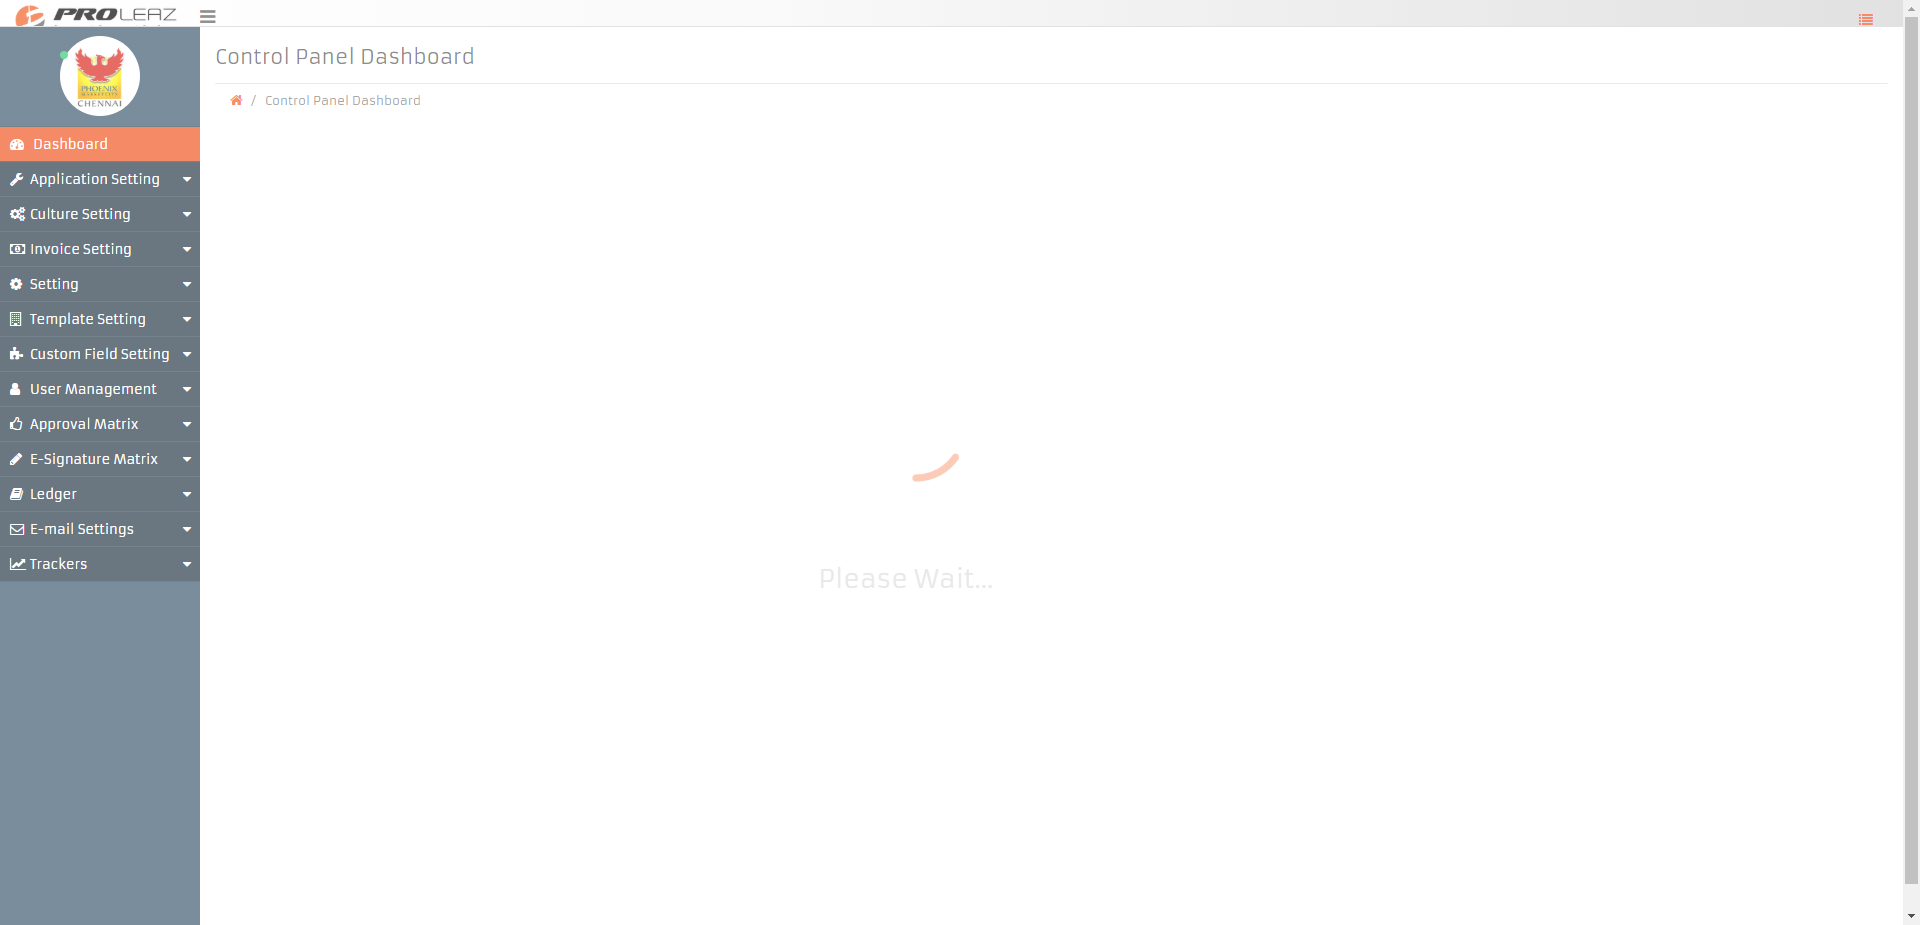 PROLEAZ
PHOENIX
MARKETCITY
CHENNAI
Control Panel Dashboard
/ Control Panel Dashboard
Dashboard
Application Setting
Culture Setting
Invoice Setting
Setting
Template Setting
Custom Field Setting
User Management
Approval Matrix
E-Signature Matrix
Ledger
E-mail Settings
Trackers
Please Wait...